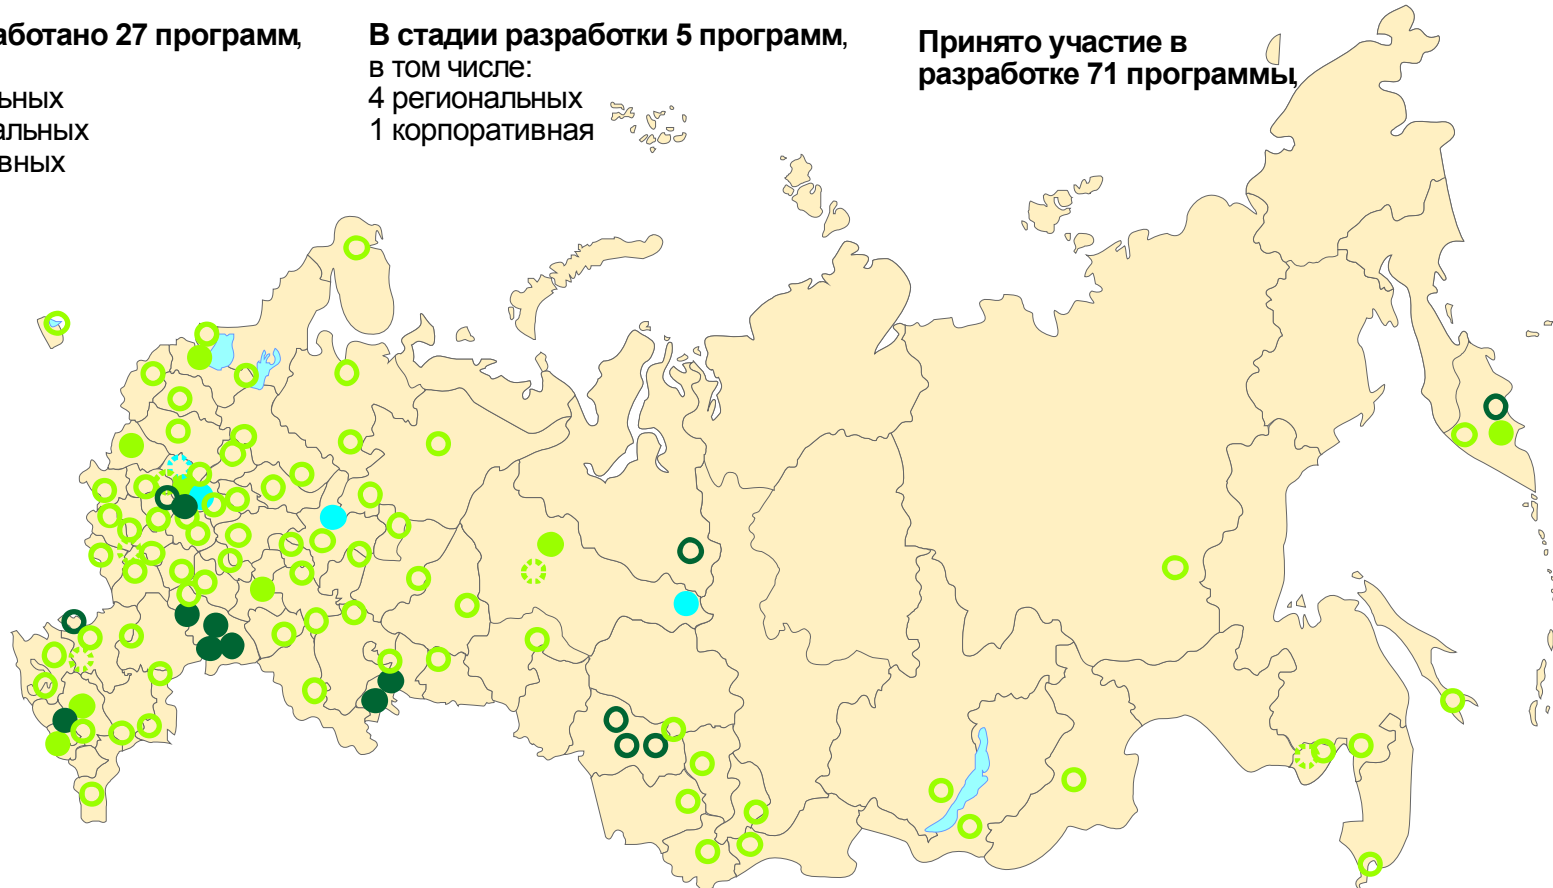 аботано 27 программ,
ьных
альных
вных
В стадии разработки 5 программ,
в том числе:
4 региональных
1 корпоративная
Принято участие в
разработке 71 программы,